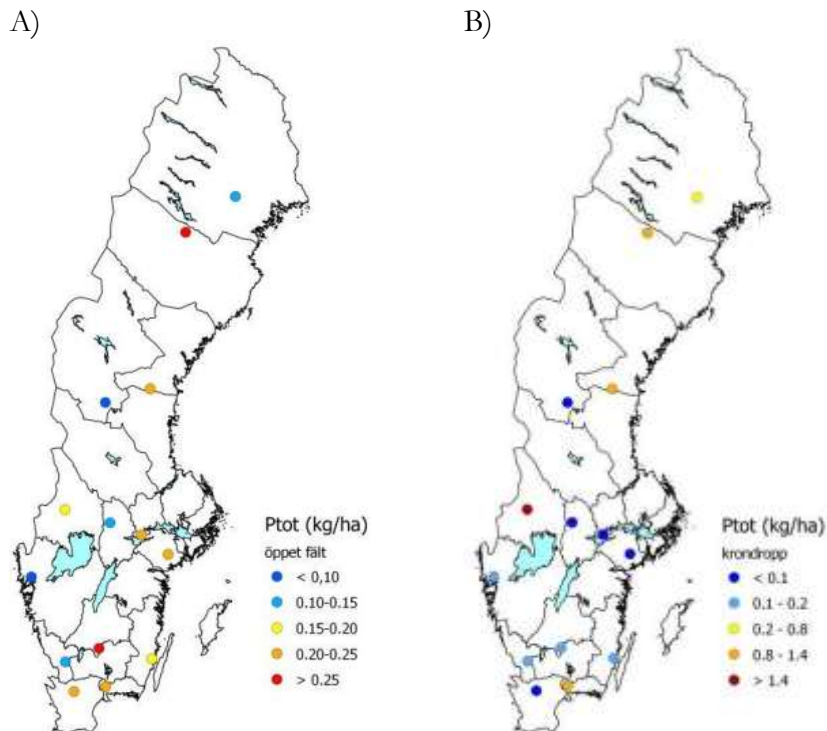 A)
B)
Ptot (kg/ha)
öppet fält
< 0,10
0.10-0.15
0.15-0.20
0.20-0.25
> 0.25
Ptot (kg/ha)
krondropp
< 0.1
0.1 - 0.2
0.2 - 0.8
0.8 - 1.4
> 1.4